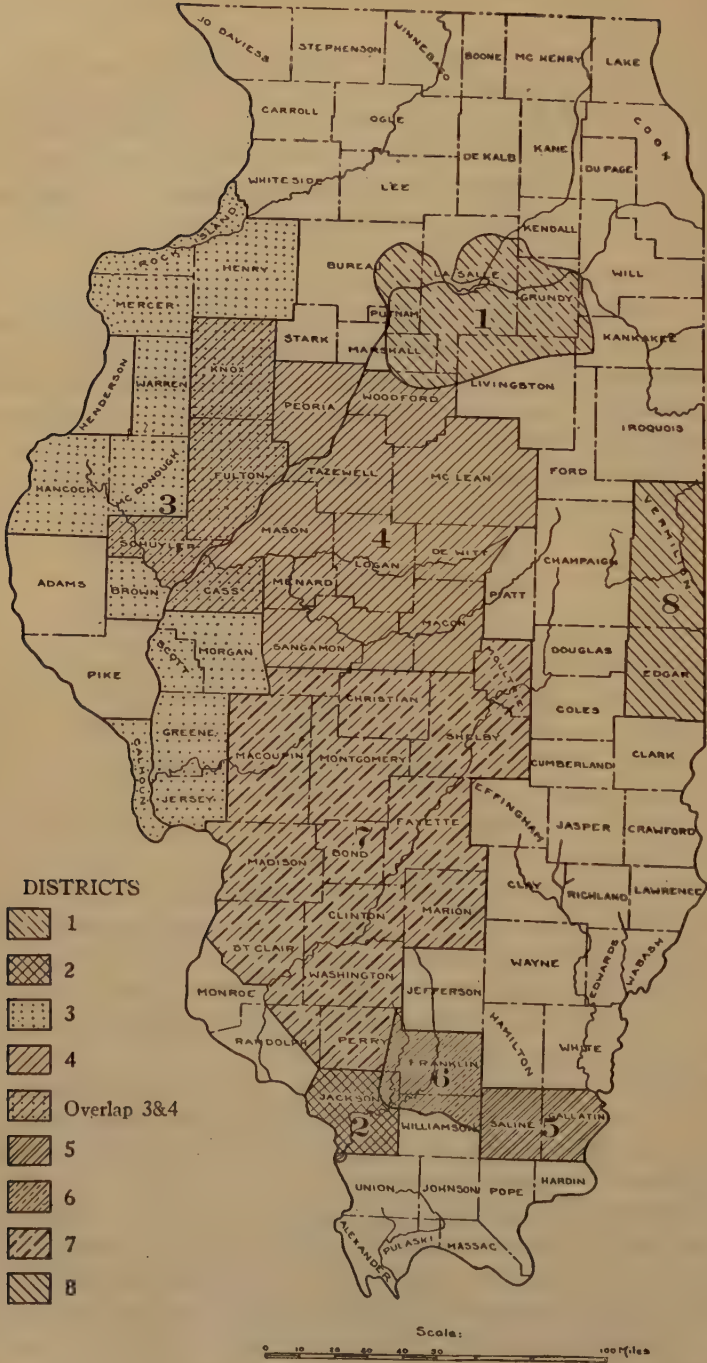 JO DAVIESS
STEPHENSON
WINNEBAGO
BOONE
MC HENRY
LAKE
CARROLL
OGLE
DE KALB
KANE
COOK
DU PAGE
WHITESIDE
LEE
ROCK ISLAND
KENDALL
HENRY
BUREAU
LA SALLE
WILL
MERCER
PUTNAM
GRUNDY
1
STARK
MARSHALL
KANKAKEE
HENDERSON
WARREN
KNOX
PEORIA
WOODFORD
LIVINGSTON
IROQUOIS
FULTON
TAZEWELL
MC LEAN
FORD
HANCOCK
MC DONOUGH
3
VERMILION
SCHUYLER
MASON
4
LOGAN
DE WITT
CHAMPAIGN
8
ADAMS
BROWN
CASS
MENARD
PIATT
MACON
SCOTT
MORGAN
SANGAMON
DOUGLAS
EDGAR
PIKE
MOULTRIE
CHRISTIAN
COLES
GREENE
SHELBY
MACOUPIN
MONTGOMERY
CUMBERLAND
CLARK
CALHOUN
JERSEY
FAYETTE
EFFINGHAM
JASPER
CRAWFORD
7
MADISON
BOND
CLAY
RICHLAND
LAWRENCE
CLINTON
MARION
ST CLAIR
WAYNE
EDWARDS
WABASH
WASHINGTON
MONROE
JEFFERSON
RANDOLPH
PERRY
HAMILTON
WHITE
FRANKLIN
6
JACKSON
2
WILLIAMSON
SALINE
5
GALLATIN
UNION
JOHNSON
POPE
HARDIN
ALEXANDER
PULASKI
MASSAC
DISTRICTS
1
2
3
4
Overlap 3&4
5
6
7
8
Scale:
0 10 20 30 40 50 100 Miles